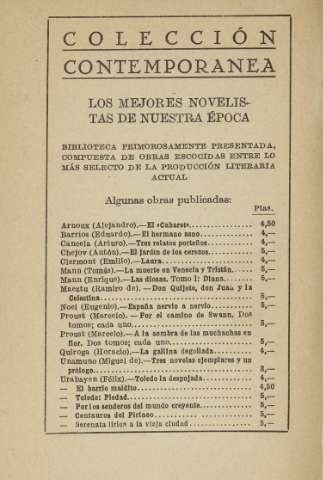 COLECCIÓN
CONTEMPORANEA
LOS MEJORES NOVELIS-
TAS DE NUESTRA ÉPOCA
BIBLIOTECA PRIMOROSAMENTE PRESENTADA,
COMPUESTA DE OBRAS ESCOGIDAS ENTRE LO
MÁS SELECTO DE LA PRODUCCIÓN LITERARIA
ACTUAL
Algunas obras publicadas:
Ptas.
Arnoux (Alejandro).—El «Cabaret» 4,50
Barrios (Eduardo).—El hermano asno 4,—
Cancela (Arturo).—Tres relatos porteños 4,—
Chejov (Antón).—El jardín de los cerezos 5,—
Clermont (Emilio).—Laura 4,—
Mann (Tomás).—La muerte en Venecia y Tristán 5,—
Mann (Enrique).—Las diosas. Tomo I: Diana 5,—
Maeztu (Ramiro de).—Don Quijote, don Juan y la
Celestina 5,—
Noel (Eugenio).—España nervio a nervio 5,—
Proust (Marcelo).—Por el camino de Swann. Dos
tomos; cada uno 5,—
Proust (Marcelo).—A la sombra de las muchachas en
flor. Dos tomos; cada uno 5,—
Quiroga (Horacio).—La gallina degollada 4,—
Unamuno (Miguel de).—Tres novelas ejemplares y un
prólogo
Urabayen (Félix).—Toledo la despojada 4,—
— El barrio maldito 4,50
— Toledo: Piedad 5,—
— Por los senderos del mundo creyente 5,—
— Centauros del Pirineo 5,—
— Serenata lírica a la vieja ciudad 5,—